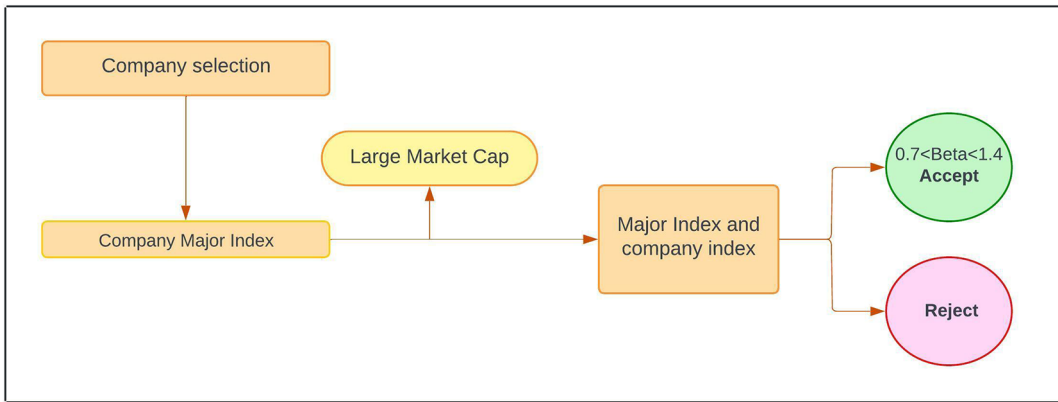 Company selection
Large Market Cap
Company Major Index
Major Index and
company index
0.7<Beta<1.4
Accept
Reject